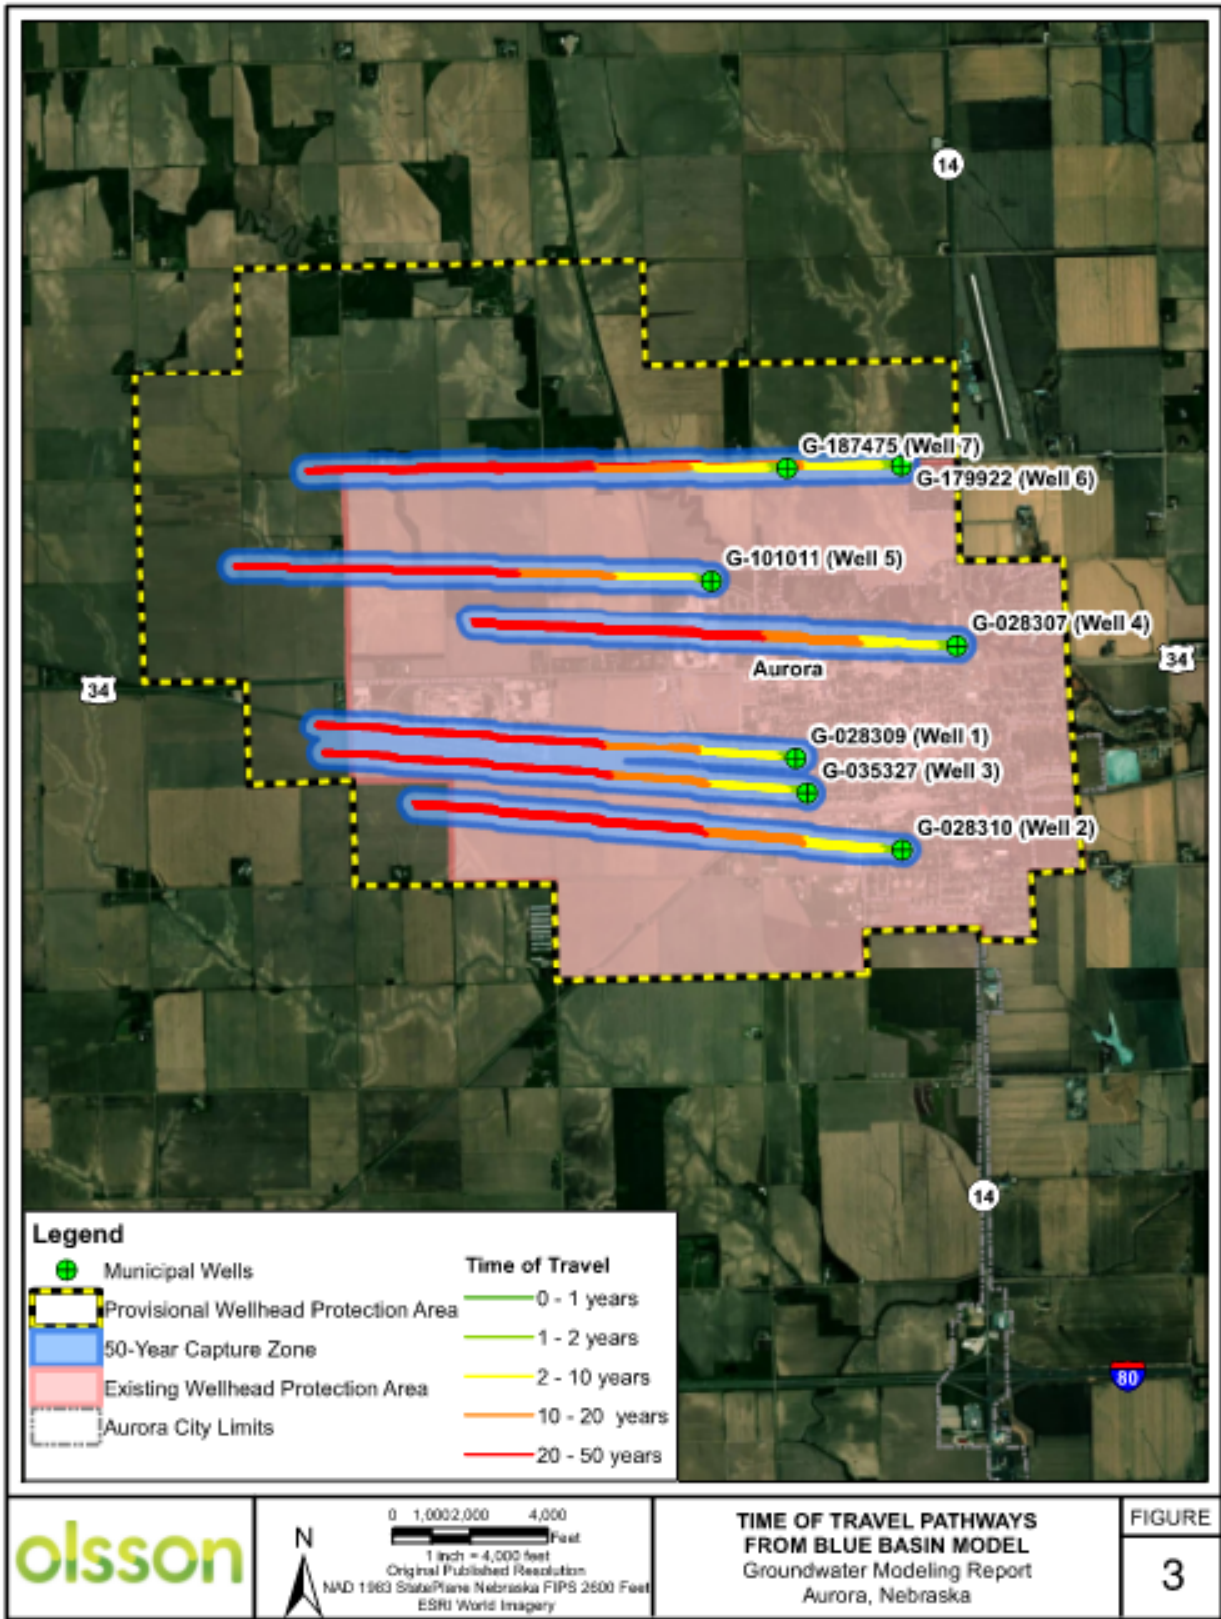 14
G-187475 (Well 7)
G-179922 (Well 6)
G-101011 (Well 5)
G-028307 (Well 4)
Aurora
34
34
G-028309 (Well 1)
G-035327 (Well 3)
G-028310 (Well 2)
14
80
Legend
Municipal Wells
Provisional Wellhead Protection Area
50-Year Capture Zone
Existing Wellhead Protection Area
Aurora City Limits
Time of Travel
0 - 1 years
1 - 2 years
2 - 10 years
10 - 20 years
20 - 50 years
olsson
N
0 1,0002,000 4,000
Feet
1 inch = 4,000 feet
Original Published Resolution
NAD 1983 StatePlane Nebraska FIPS 2600 Feet
ESRI World Imagery
TIME OF TRAVEL PATHWAYS
FROM BLUE BASIN MODEL
Groundwater Modeling Report
Aurora, Nebraska
FIGURE
3